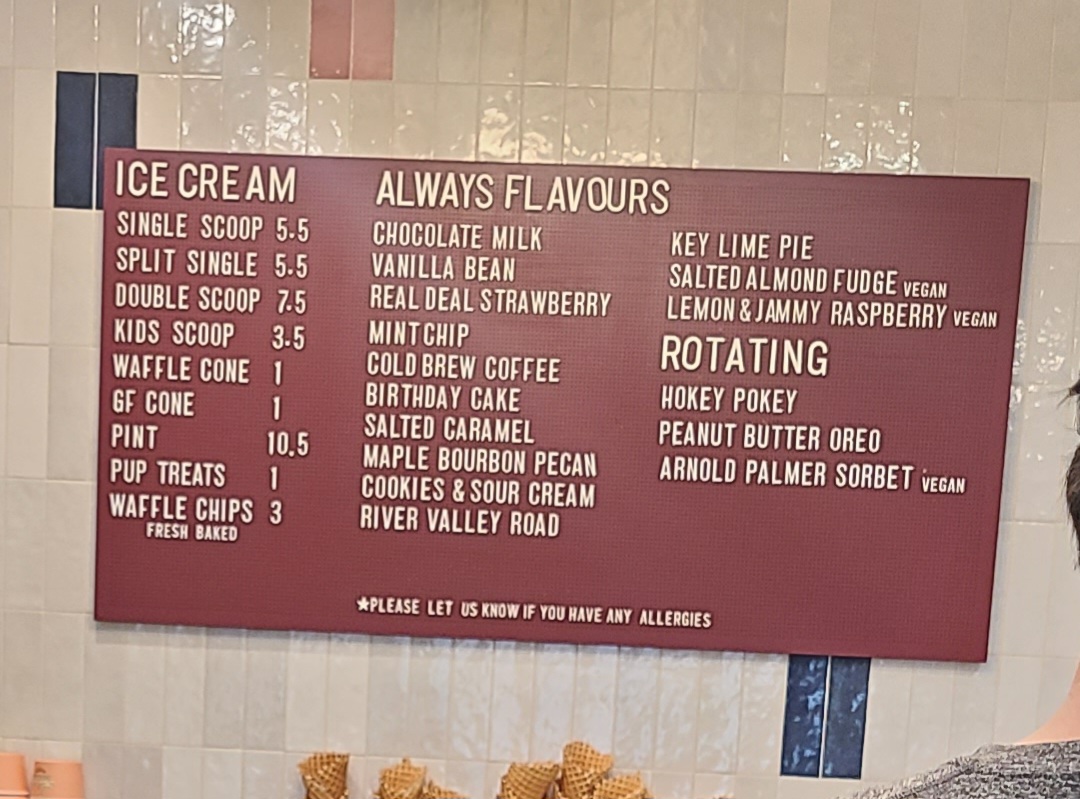 ICE CREAM
SINGLE SCOOP 5.5
SPLIT SINGLE 5.5
DOUBLE SCOOP 7.5
KIDS SCOOP 3.5
WAFFLE CONE 1
GF CONE 1
PINT 10.5
PUP TREATS 1
WAFFLE CHIPS 3
FRESH BAKED
ALWAYS FLAVOURS
CHOCOLATE MILK
VANILLA BEAN
REAL DEAL STRAWBERRY
MINT CHIP
COLD BREW COFFEE
BIRTHDAY CAKE
SALTED CARAMEL
MAPLE BOURBON PECAN
COOKIES & SOUR CREAM
RIVER VALLEY ROAD
KEY LIME PIE
SALTED ALMOND FUDGE VEGAN
LEMON & JAMMY RASPBERRY VEGAN
ROTATING
HOKEY POKEY
PEANUT BUTTER OREO
ARNOLD PALMER SORBET VEGAN
★PLEASE LET US KNOW IF YOU HAVE ANY ALLERGIES